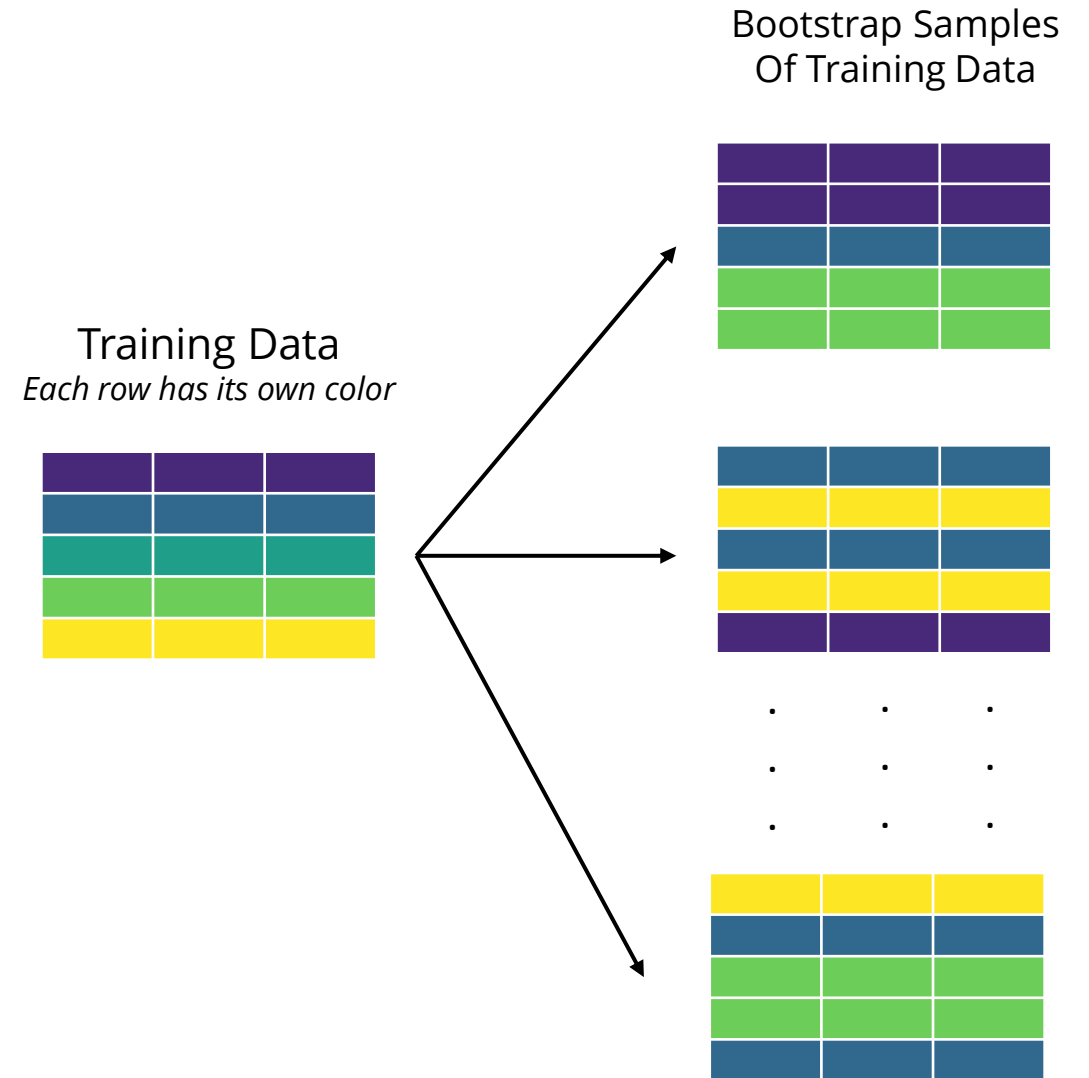 Bootstrap Samples
Of Training Data
Training Data
Each row has its own color